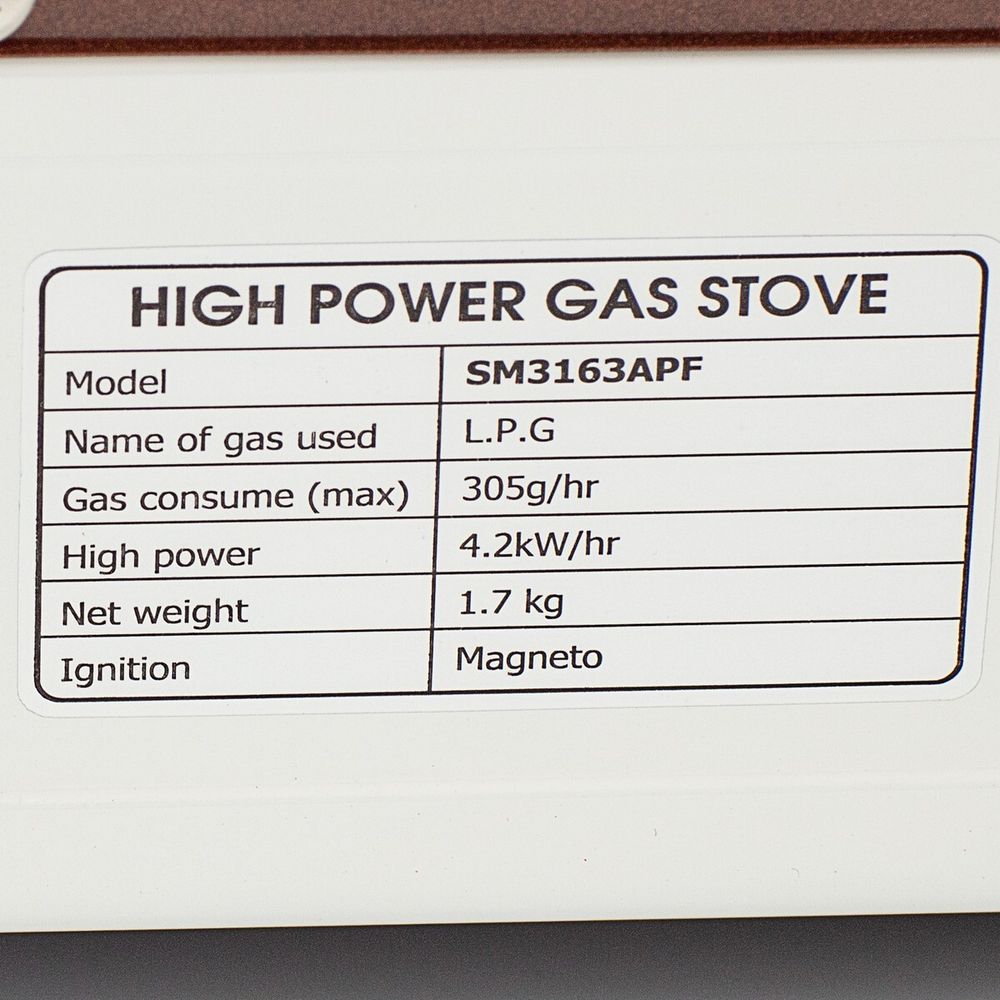 HIGH POWER GAS STOVE
Model SM3163APF
Name of gas used L.P.G
Gas consume (max) 305g/hr
High power 4.2kW/hr
Net weight 1.7 kg
Ignition Magneto